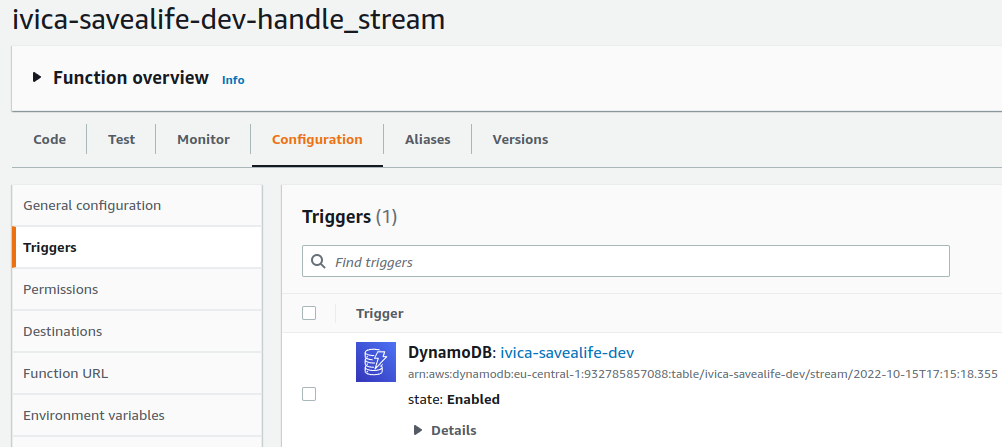 ivica-savealife-dev-handle_stream
Function overview Info
Code Test Monitor Configuration Aliases Versions
General configuration
Triggers
Permissions
Destinations
Function URL
Environment variables
Triggers (1)
Find triggers
Trigger
DynamoDB: ivica-savealife-dev
arn:aws:dynamodb:eu-central-1:932785857088:table/ivica-savealife-dev/stream/2022-10-15T17:15:18.355
state: Enabled
Details